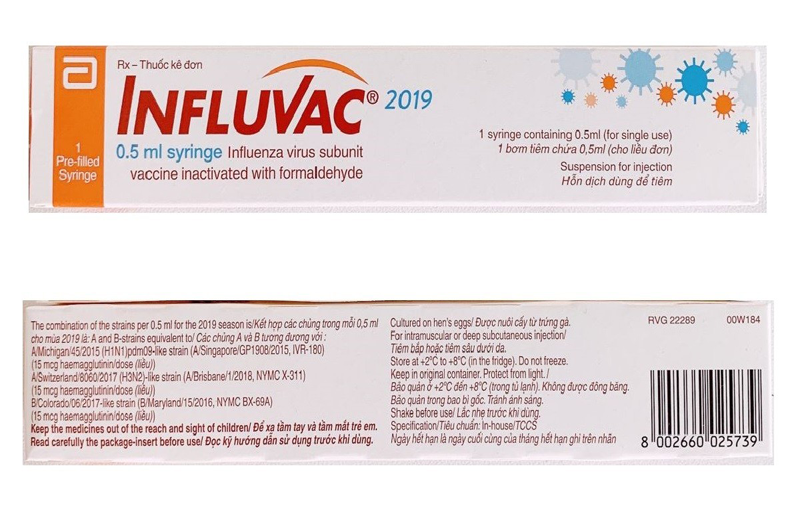 Rx – Thuốc kê đơn
INFLUVAC® 2019
0.5 ml syringe Influenza virus subunit
vaccine inactivated with formaldehyde
1
Pre-filled
Syringe
1 syringe containing 0.5ml (for single use)
1 bơm tiêm chứa 0,5ml (cho liều đơn)
Suspension for injection
Hỗn dịch dùng để tiêm
The combination of the strains per 0.5 ml for the 2019 season is/Kết hợp các chủng trong mỗi 0,5 ml
cho mùa 2019 là: A and B-strains equivalent to/ Các chủng A và B tương đương với:
A/Michigan/45/2015 (H1N1)pdm09-like strain (A/Singapore/GP1908/2015, IVR-180)
(15 mcg haemagglutinin/dose (liều))
A/Switzerland/8060/2017 (H3N2)-like strain (A/Brisbane/1/2018, NYMC X-311)
(15 mcg haemagglutinin/dose (liều))
B/Colorado/06/2017-like strain (B/Maryland/15/2016, NYMC BX-69A)
(15 mcg haemagglutinin/dose (liều))
Keep the medicines out of the reach and sight of children/ Để xa tầm tay và tầm mắt trẻ em.
Read carefully the package-insert before use/ Đọc kỹ hướng dẫn sử dụng trước khi dùng.
Cultured on hen's eggs/ Được nuôi cấy từ trứng gà.
For intramuscular or deep subcutaneous injection/
Tiêm bắp hoặc tiêm sâu dưới da.
Store at +2°C to +8°C (in the fridge). Do not freeze.
Keep in original container. Protect from light. /
Bảo quản ở +2°C đến +8°C (trong tủ lạnh). Không được đông băng.
Bảo quản trong bao bì gốc. Tránh ánh sáng.
Shake before use/ Lắc nhẹ trước khi dùng.
Specification/Tiêu chuẩn: In-house/TCCS
Ngày hết hạn là ngày cuối cùng của tháng hết hạn ghi trên nhãn
RVG 22289 00W184
8 002660 025739